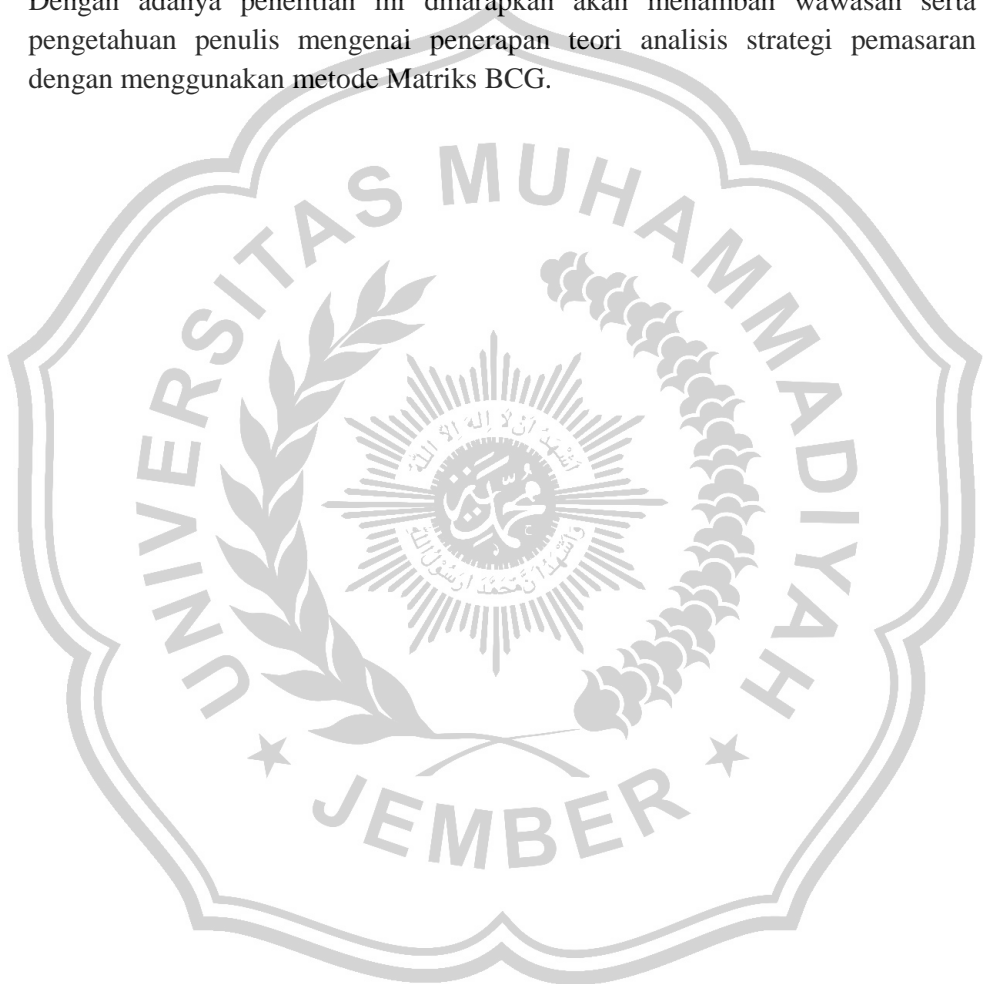 Dengan adanya penelitian ini diharapkan akan menambah wawasan serta
pengetahuan penulis mengenai penerapan teori analisis strategi pemasaran
dengan menggunakan metode Matriks BCG.
UNIVERSITAS MUHAMMADIYAH
JEMBER